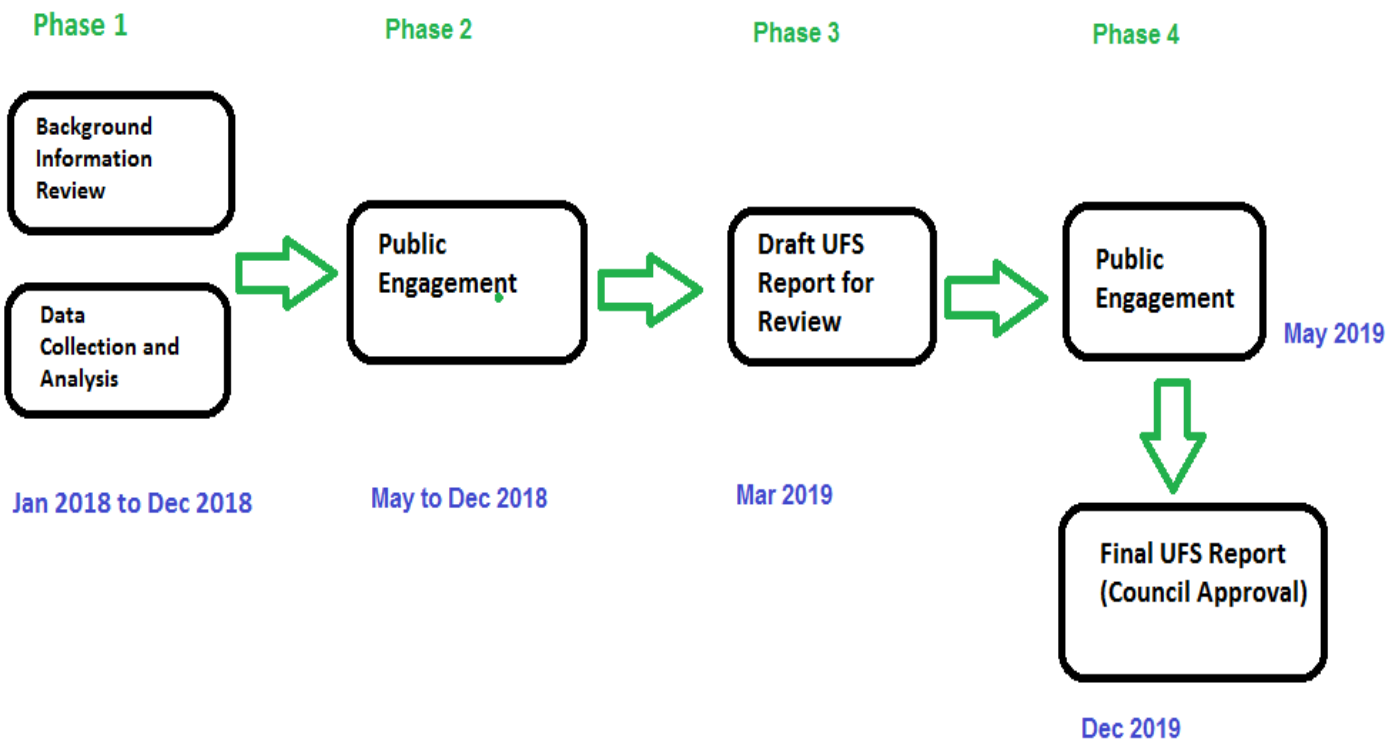 Phase 1
Phase 2
Phase 3
Phase 4
Background
Information
Review
Data
Collection and
Analysis
Jan 2018 to Dec 2018
Public
Engagement
May to Dec 2018
Draft UFS
Report for
Review
Mar 2019
Public
Engagement
May 2019
Final UFS Report
(Council Approval)
Dec 2019